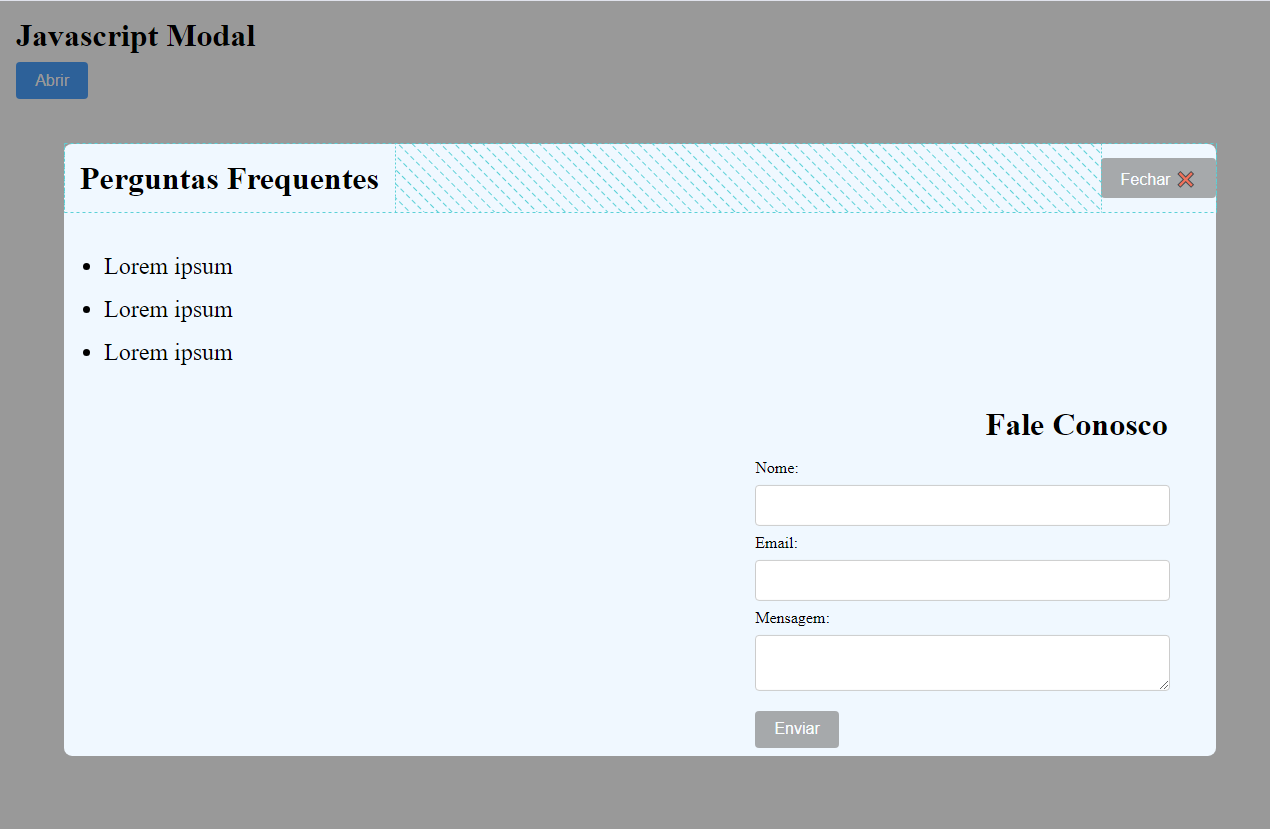 Javascript Modal
Abrir
Perguntas Frequentes
Fechar ❌
Lorem ipsum
Lorem ipsum
Lorem ipsum
Fale Conosco
Nome:
Email:
Mensagem:
Enviar